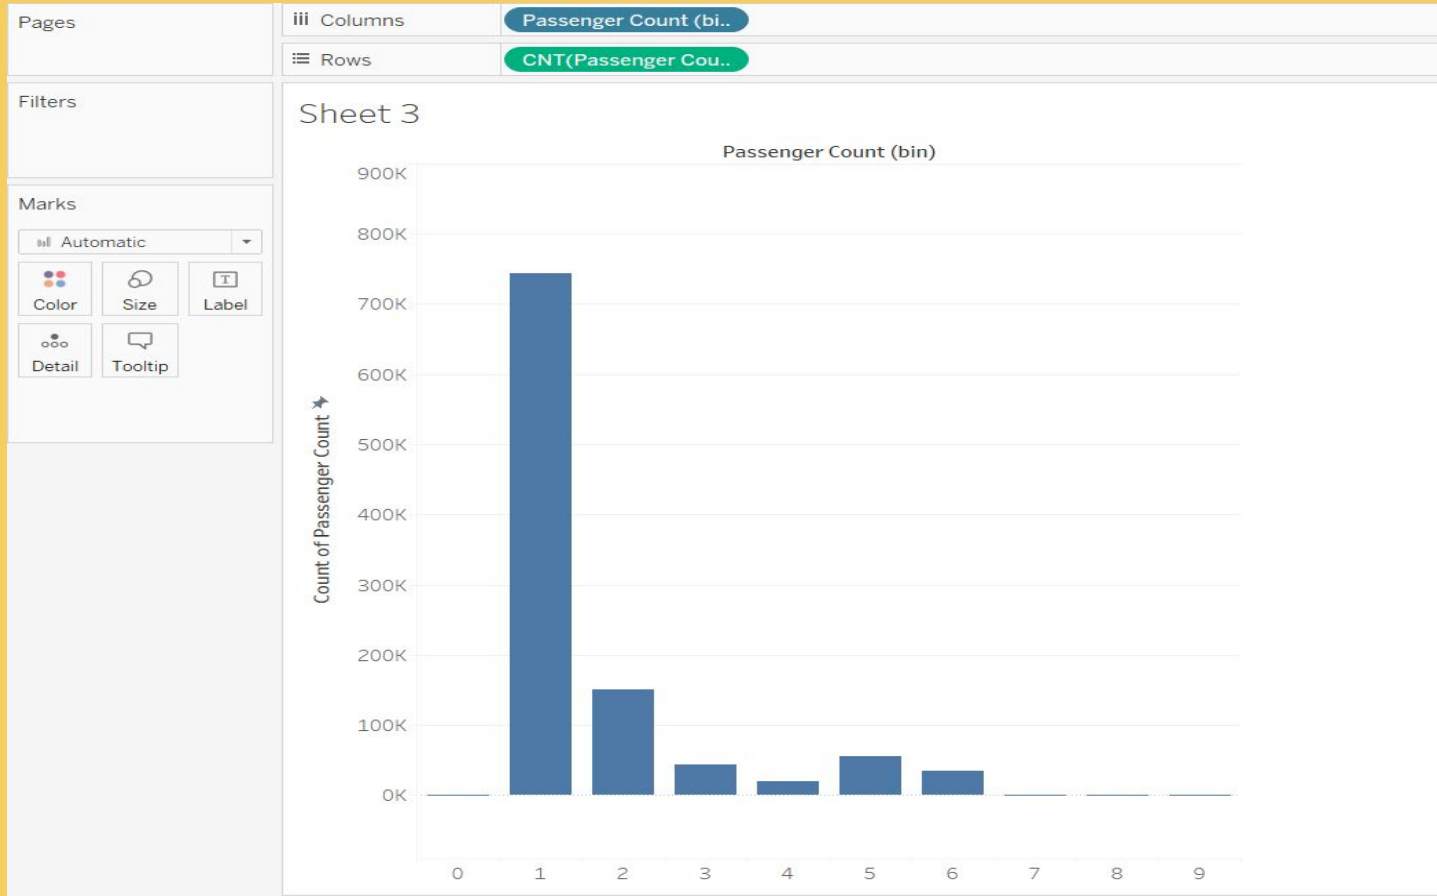 Pages
Columns
Passenger Count (bi..
Rows
CNT(Passenger Cou..
Filters
Marks
Automatic
Color
Size
T
Label
Detail
Tooltip
Sheet 3
Passenger Count (bin)
Count of Passenger Count
900K
800K
700K
600K
500K
400K
300K
200K
100K
0K
0 1 2 3 4 5 6 7 8 9